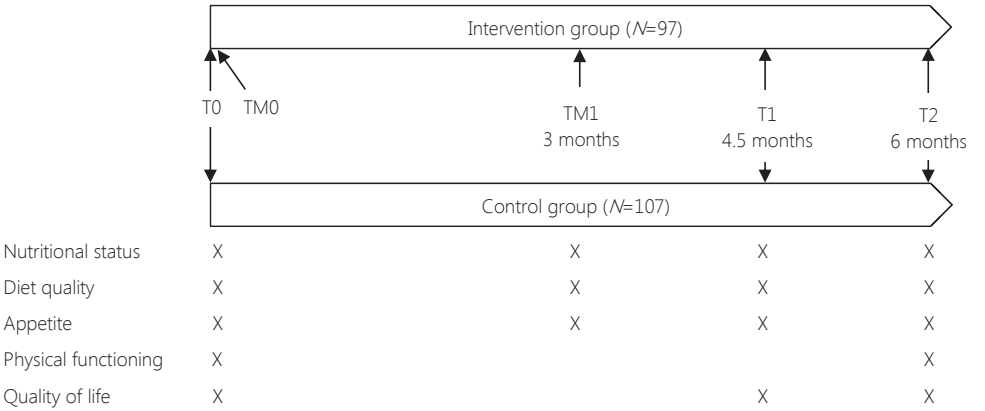 Intervention group (N=97)
T0 TM0
TM1
3 months
T1
4.5 months
T2
6 months
Control group (N=107)
Nutritional status X X X X
Diet quality X X X X
Appetite X X X X
Physical functioning X X
Quality of life X X X